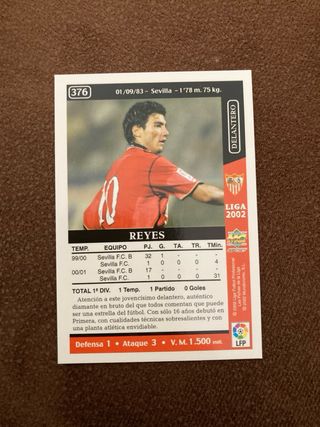 376
01/09/83 - Sevilla - 1'78 m. 75 kg.
DELANTERO
10
LIGA
2002
REYES
TEMP. EQUIPO PJ. G. TA. TR. TMin.
99/00 Sevilla F.C. B 32 1 - - -
Sevilla F.C. 1 0 0 0 4
00/01 Sevilla F.C. B 17 - - - -
Sevilla F.C. 1 0 0 0 31
TOTAL 1ª DIV. 1 Temp. 1 Partido 0 Goles
Atención a este jovencísimo delantero, auténtico
diamante en bruto del que todos comentan que puede
ser una estrella del fútbol. Con sólo 16 años debutó en
Primera, con cualidades técnicas sobresalientes y con
una planta atlética envidiable.
Defensa 1 • Ataque 3 • V. M. 1.500 mill.
LFP